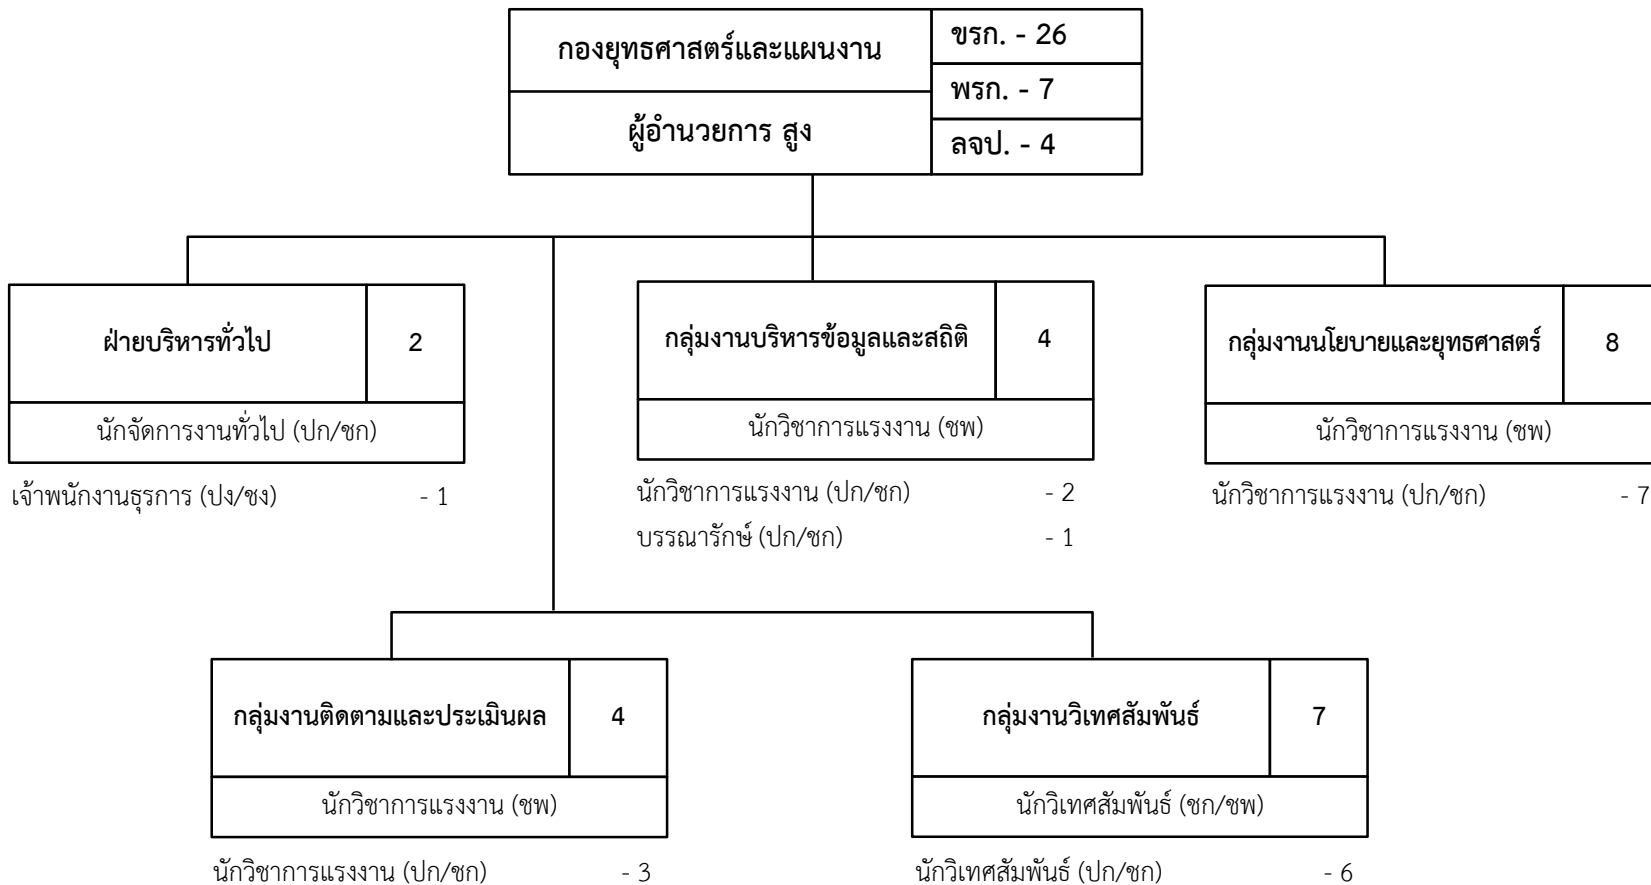 กองยุทธศาสตร์และแผนงาน
ผู้อำนวยการ สูง
ขรก. - 26
พรก. - 7
ลจป. - 4
ฝ่ายบริหารทั่วไป 2
นักจัดการงานทั่วไป (ปก/ชก)
เจ้าพนักงานธุรการ (ปง/ชง) - 1
กลุ่มงานบริหารข้อมูลและสถิติ 4
นักวิชาการแรงงาน (ชพ)
นักวิชาการแรงงาน (ปก/ชก) - 2
บรรณารักษ์ (ปก/ชก) - 1
กลุ่มงานนโยบายและยุทธศาสตร์ 8
นักวิชาการแรงงาน (ชพ)
นักวิชาการแรงงาน (ปก/ชก) - 7
กลุ่มงานติดตามและประเมินผล 4
นักวิชาการแรงงาน (ชพ)
นักวิชาการแรงงาน (ปก/ชก) - 3
กลุ่มงานวิเทศสัมพันธ์ 7
นักวิเทศสัมพันธ์ (ชก/ชพ)
นักวิเทศสัมพันธ์ (ปก/ชก) - 6